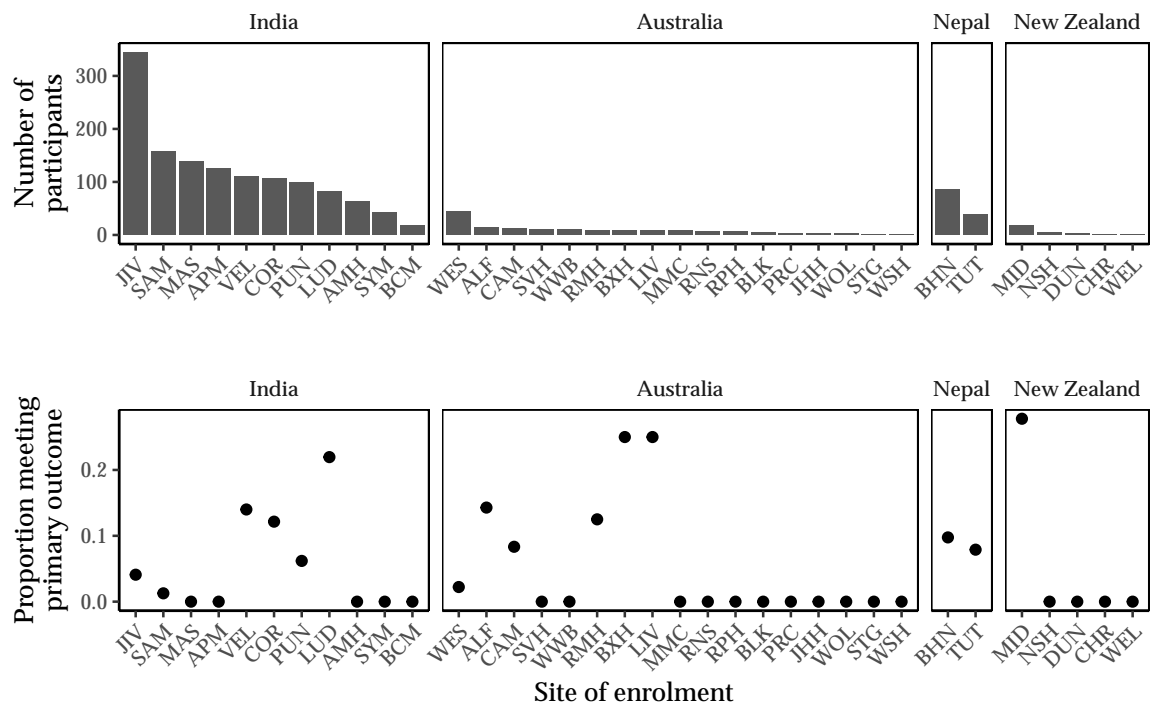 India Australia Nepal New Zealand
Number of
participants
300
200
100
0
JIV SAM MAS APM VEL COR PUN LUD AMH SYM BCM WES ALF CAM SVH WWB RMH BXH LIV MMC RNS RPH BLK PRC JHH WOL STG WSH BHN TUT MID NSH DUN CHR WEL
India Australia Nepal New Zealand
Proportion meeting
primary outcome
0.2
0.1
0.0
JIV SAM MAS APM VEL COR PUN LUD AMH SYM BCM WES ALF CAM SVH WWB RMH BXH LIV MMC RNS RPH BLK PRC JHH WOL STG WSH BHN TUT MID NSH DUN CHR WEL
Site of enrolment